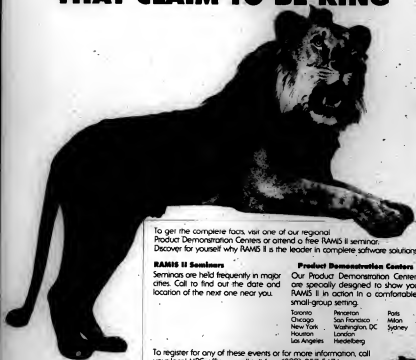 THAT CLAIM TO BE KING
To get the complete facts, visit one of our regional
Product Demonstration Centers or attend a free RAMIS II seminar.
Discover for yourself why RAMIS II is the leader in complete software solutions
RAMIS II Seminars
Seminars are held frequently in major
cities. Call to find out the date and
location of the next one near you.
Product Demonstration Centers
Our Product Demonstration Center
are specially designed to show you
RAMIS II in action in a comfortable
small-group setting.
Toronto Princeton Paris
Chicago San Francisco Milan
New York Washington, DC Sydney
Houston London
Los Angeles Heidelberg
To register for any of these events or for more information, call